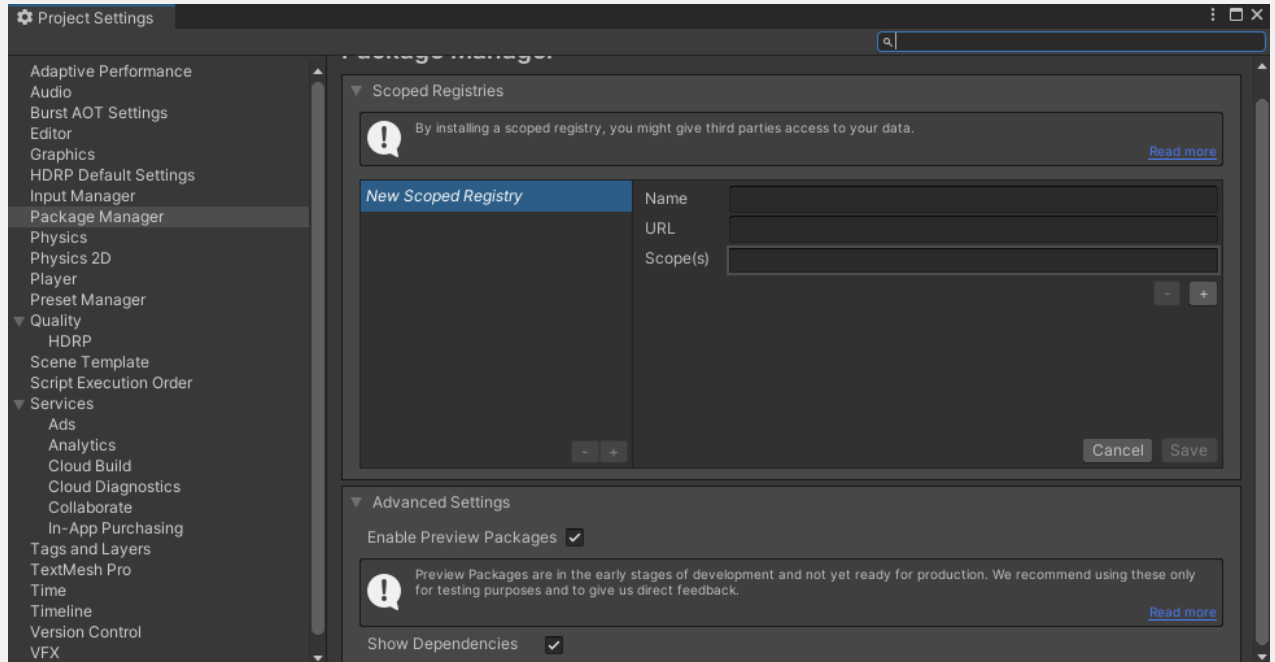 Project Settings
Adaptive Performance
Audio
Burst AOT Settings
Editor
Graphics
HDRP Default Settings
Input Manager
Package Manager
Physics
Physics 2D
Player
Preset Manager
Quality
HDRP
Scene Template
Script Execution Order
Services
Ads
Analytics
Cloud Build
Cloud Diagnostics
Collaborate
In-App Purchasing
Tags and Layers
TextMesh Pro
Time
Timeline
Version Control
VFX
Package Manager
Scoped Registries
By installing a scoped registry, you might give third parties access to your data.
Read more
New Scoped Registry
Name
URL
Scope(s)
- +
- +
Cancel Save
Advanced Settings
Enable Preview Packages
Preview Packages are in the early stages of development and not yet ready for production. We recommend using these only
for testing purposes and to give us direct feedback.
Read more
Show Dependencies